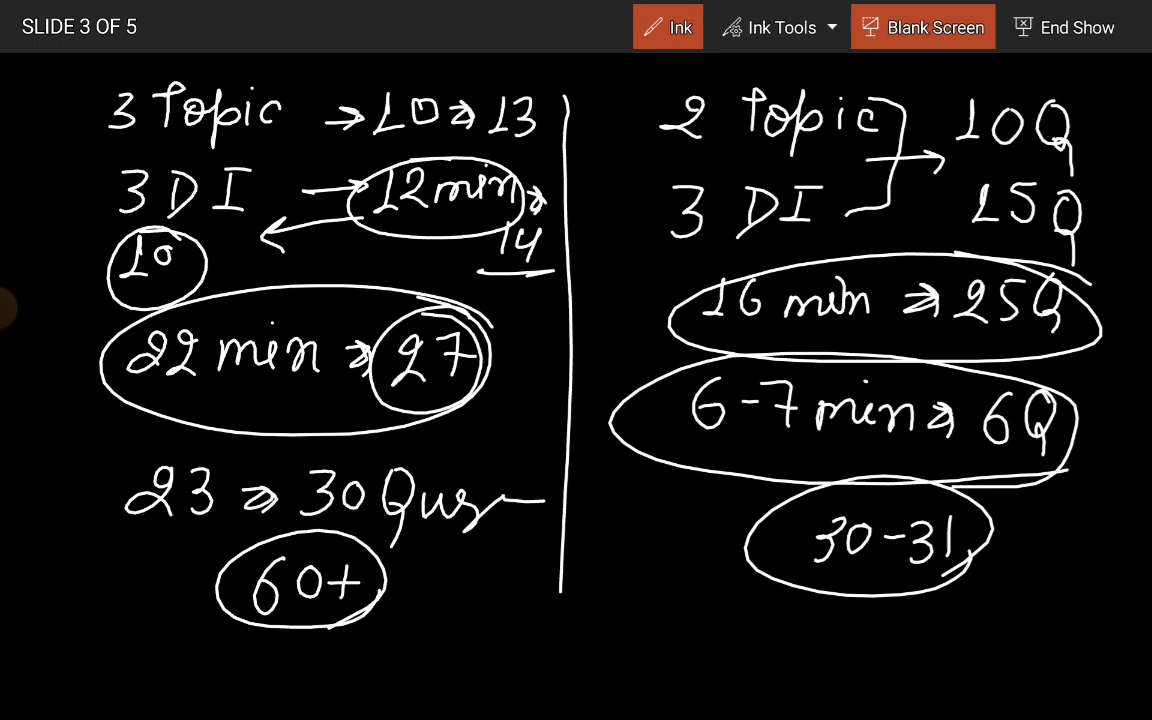 SLIDE 3 OF 5
Ink
Ink Tools
Blank Screen
End Show
3 Topic → 10 ⇒ 13
3 DI → 12 min ⇒
14
10
22 min ⇒ 27
23 ⇒ 30 Ques
60+
2 Topic → 10Q
3 DI 15Q
16 min ⇒ 25Q
6-7 min ⇒ 6Q
30-31